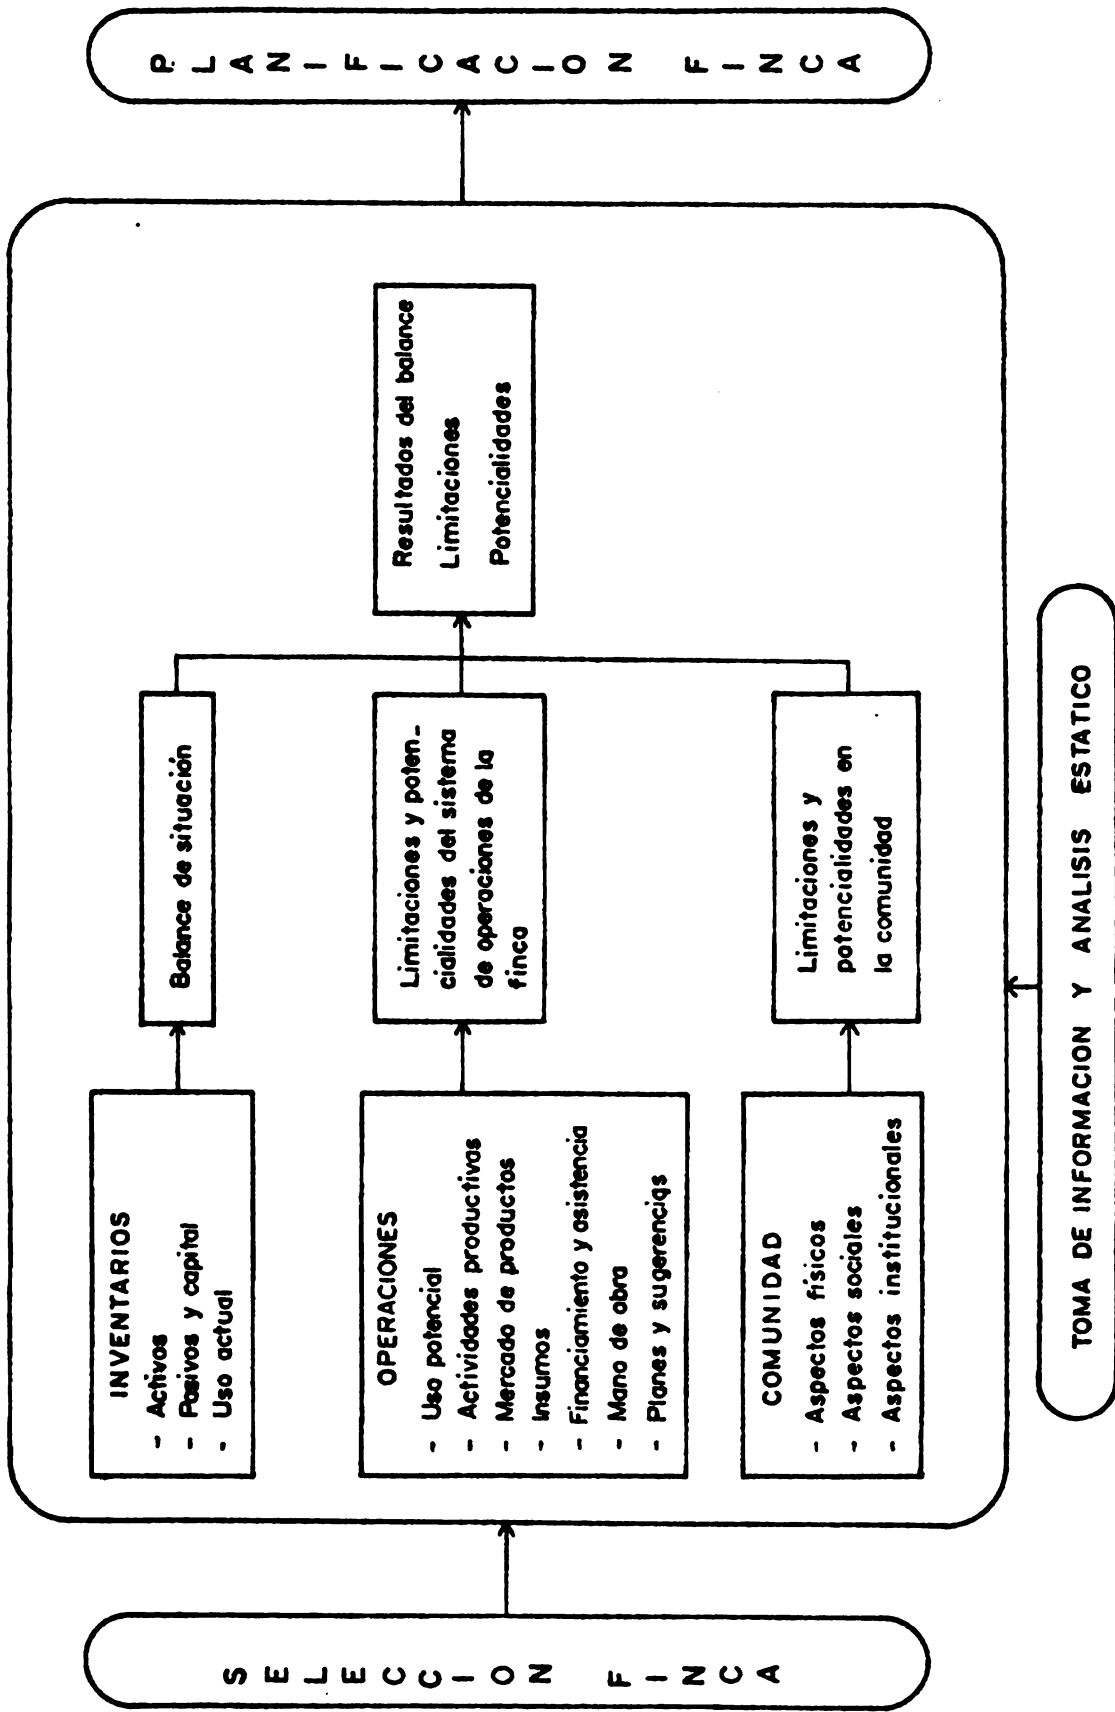 SELECCION FINCA
INVENTARIOS
- Activos
- Pasivos y capital
- Uso actual
Balance de situación
OPERACIONES
- Uso potencial
- Actividades productivas
- Mercado de productos
- Insumos
- Financiamiento y asistencia
- Mano de obra
- Planes y sugerencias
Limitaciones y poten_
cialidades del sistema
de operaciones de la
finca
COMUNIDAD
- Aspectos físicos
- Aspectos sociales
- Aspectos institucionales
Limitaciones y
potencialidades en
la comunidad
Resultados del balance
Limitaciones
Potencialidades
PLANIFICACION FINCA
TOMA DE INFORMACION Y ANALISIS ESTATICO